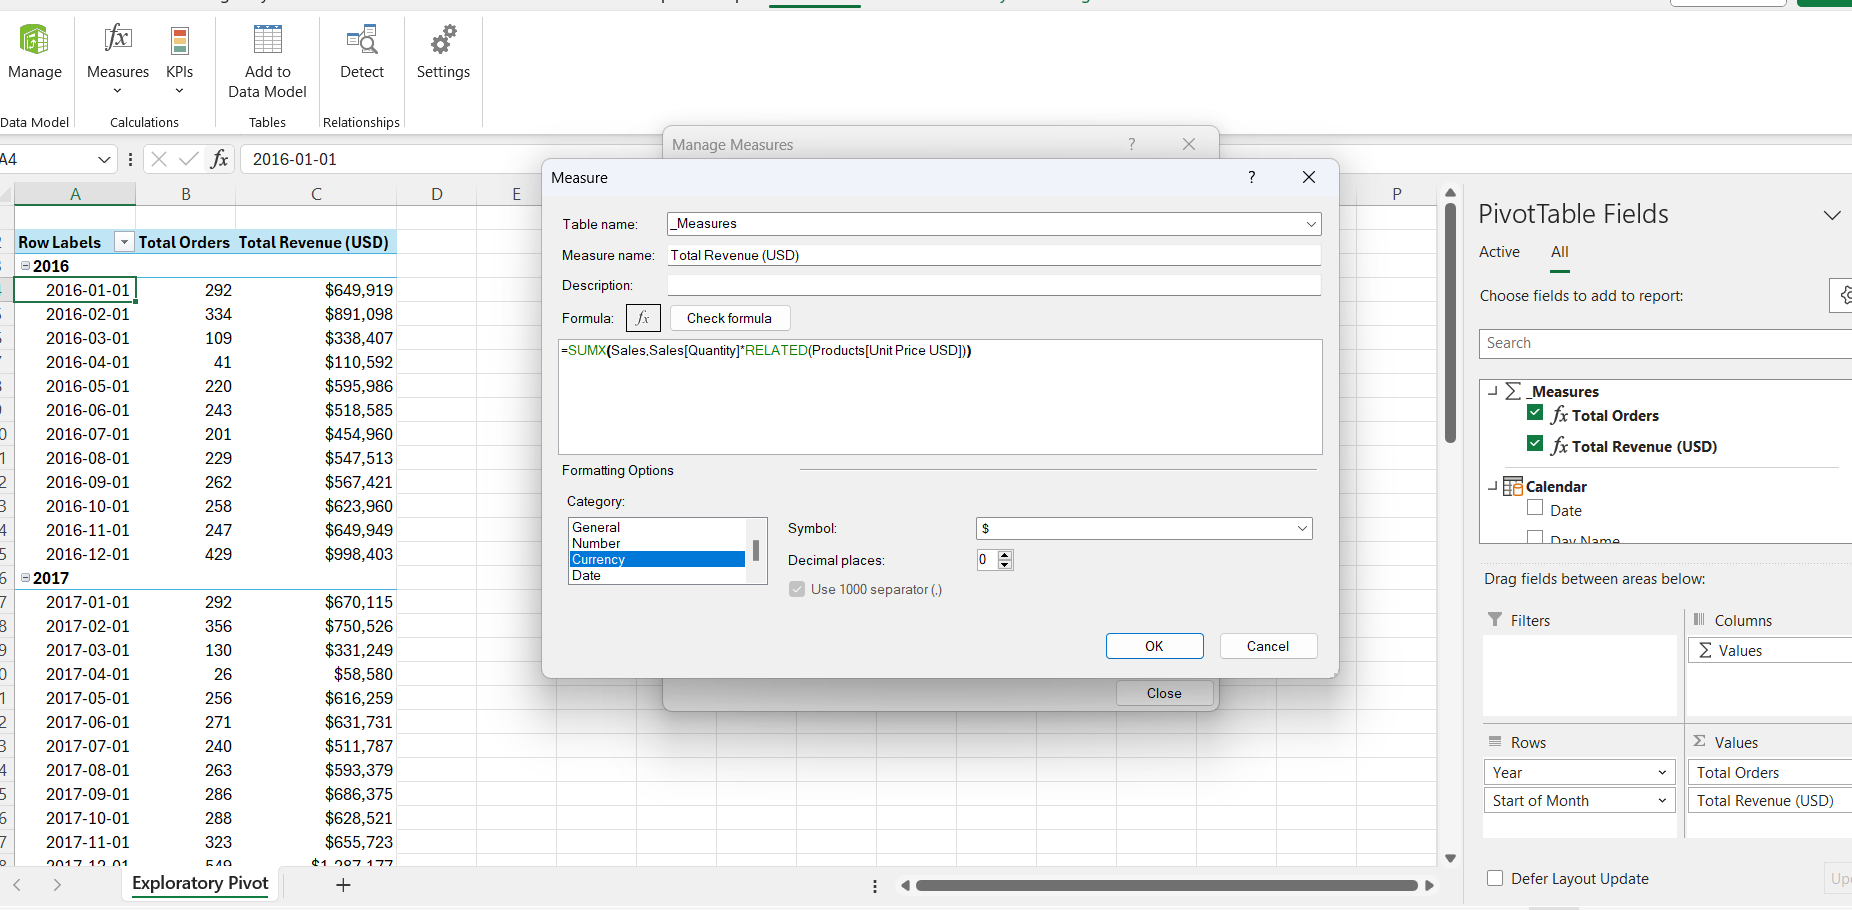 Manage
Measures
KPIs
Add to
Data Model
Detect
Settings
Data Model
Calculations
Tables
Relationships
A4
fx
2016-01-01
Manage Measures
?
A B C D E P
Row Labels Total Orders Total Revenue (USD)
2016
2016-01-01 292 $649,919
2016-02-01 334 $891,098
2016-03-01 109 $338,407
2016-04-01 41 $110,592
2016-05-01 220 $595,986
2016-06-01 243 $518,585
2016-07-01 201 $454,960
2016-08-01 229 $547,513
2016-09-01 262 $567,421
2016-10-01 258 $623,960
2016-11-01 247 $649,949
2016-12-01 429 $998,403
2017
2017-01-01 292 $670,115
2017-02-01 356 $750,526
2017-03-01 130 $331,249
2017-04-01 26 $58,580
2017-05-01 256 $616,259
2017-06-01 271 $631,731
2017-07-01 240 $511,787
2017-08-01 263 $593,379
2017-09-01 286 $686,375
2017-10-01 288 $628,521
2017-11-01 323 $655,723
2017-12-01 549 $1,287,177
Exploratory Pivot
Measure
?
Table name: _Measures
Measure name: Total Revenue (USD)
Description:
Formula: fx Check formula
=SUMX(Sales,Sales[Quantity]*RELATED(Products[Unit Price USD]))
Formatting Options
Category:
General
Number
Currency
Date
Symbol: $
Decimal places: 0
Use 1000 separator (,)
OK Cancel
Close
PivotTable Fields
Active All
Choose fields to add to report:
Search
Σ _Measures
fx Total Orders
fx Total Revenue (USD)
Calendar
Date
Day Name
Drag fields between areas below:
Filters
Columns
Σ Values
Rows
Year
Start of Month
Σ Values
Total Orders
Total Revenue (USD)
Defer Layout Update